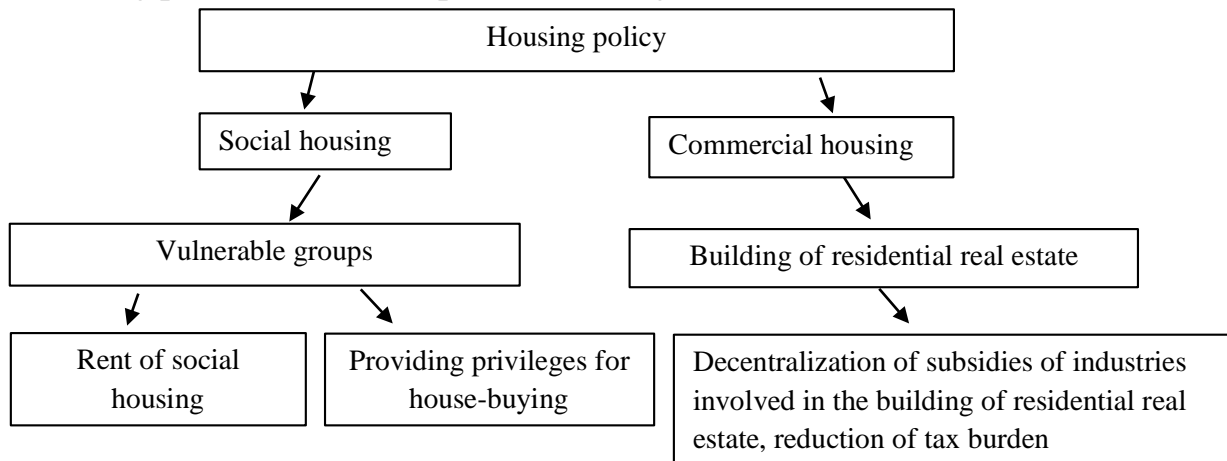 Housing policy
Social housing
Commercial housing
Vulnerable groups
Building of residential real estate
Rent of social
housing
Providing privileges for
house-buying
Decentralization of subsidies of industries
involved in the building of residential real
estate, reduction of tax burden